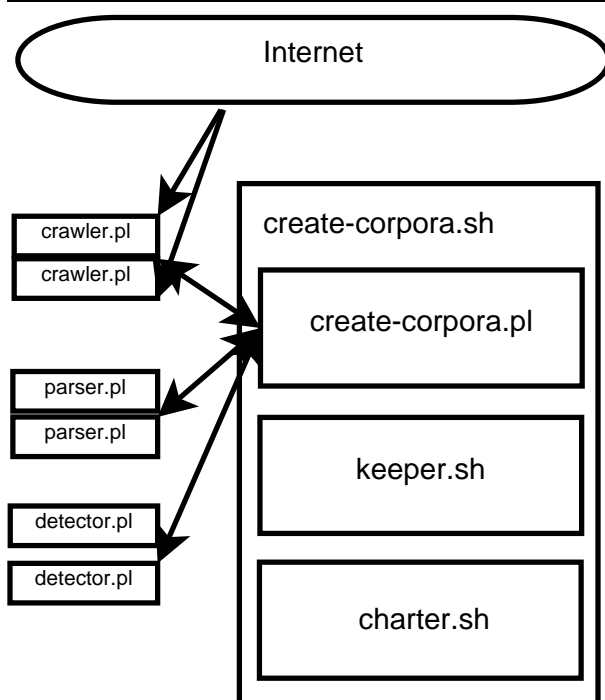 Internet
crawler.pl
crawler.pl
parser.pl
parser.pl
detector.pl
detector.pl
create-corpora.sh
create-corpora.pl
keeper.sh
charter.sh